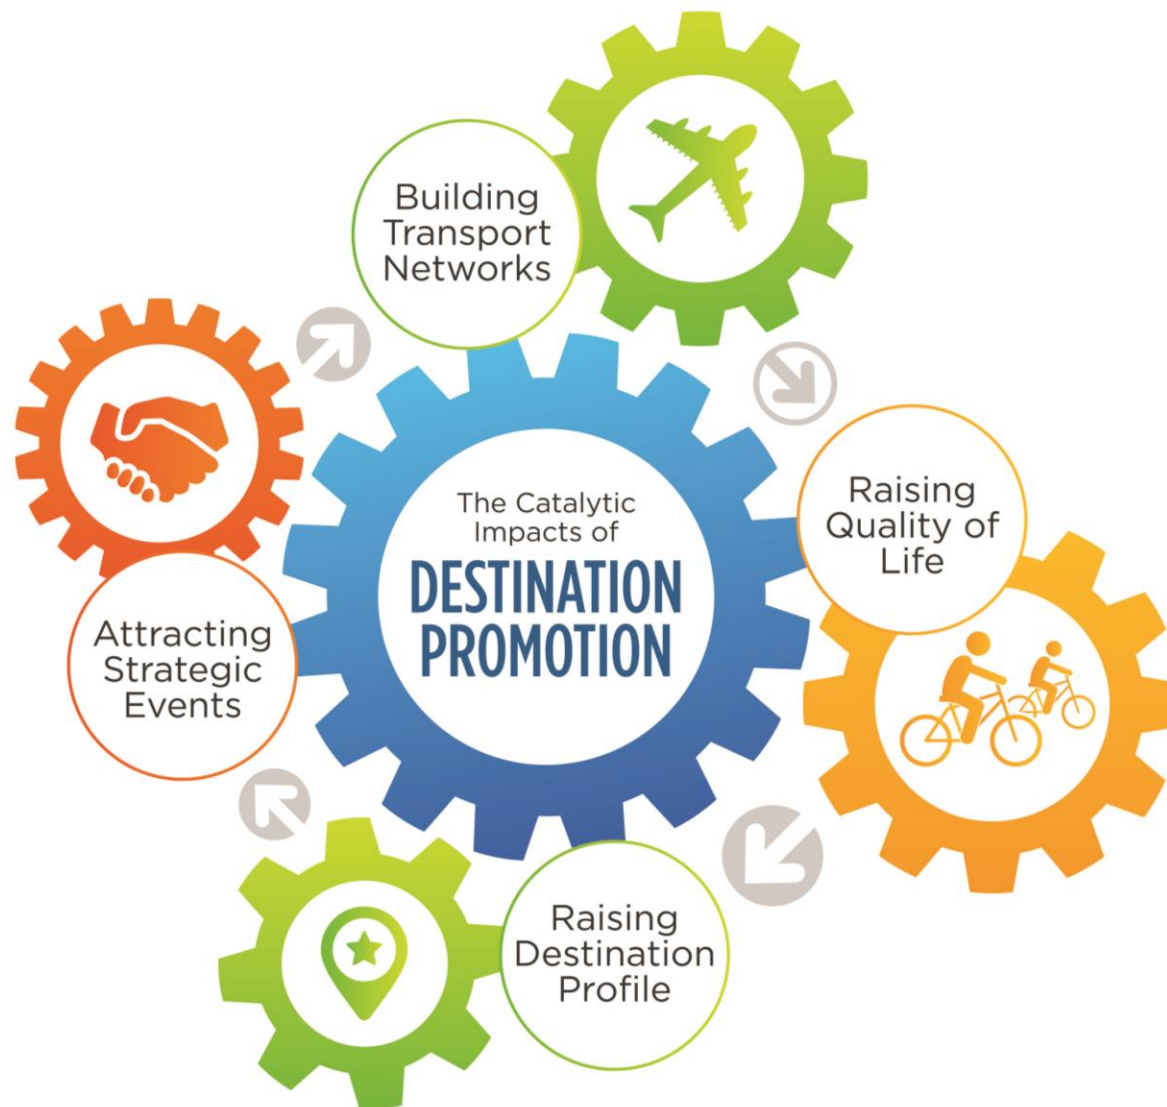 Building
Transport
Networks
The Catalytic
Impacts of
DESTINATION
PROMOTION
Raising
Quality of
Life
Attracting
Strategic
Events
Raising
Destination
Profile